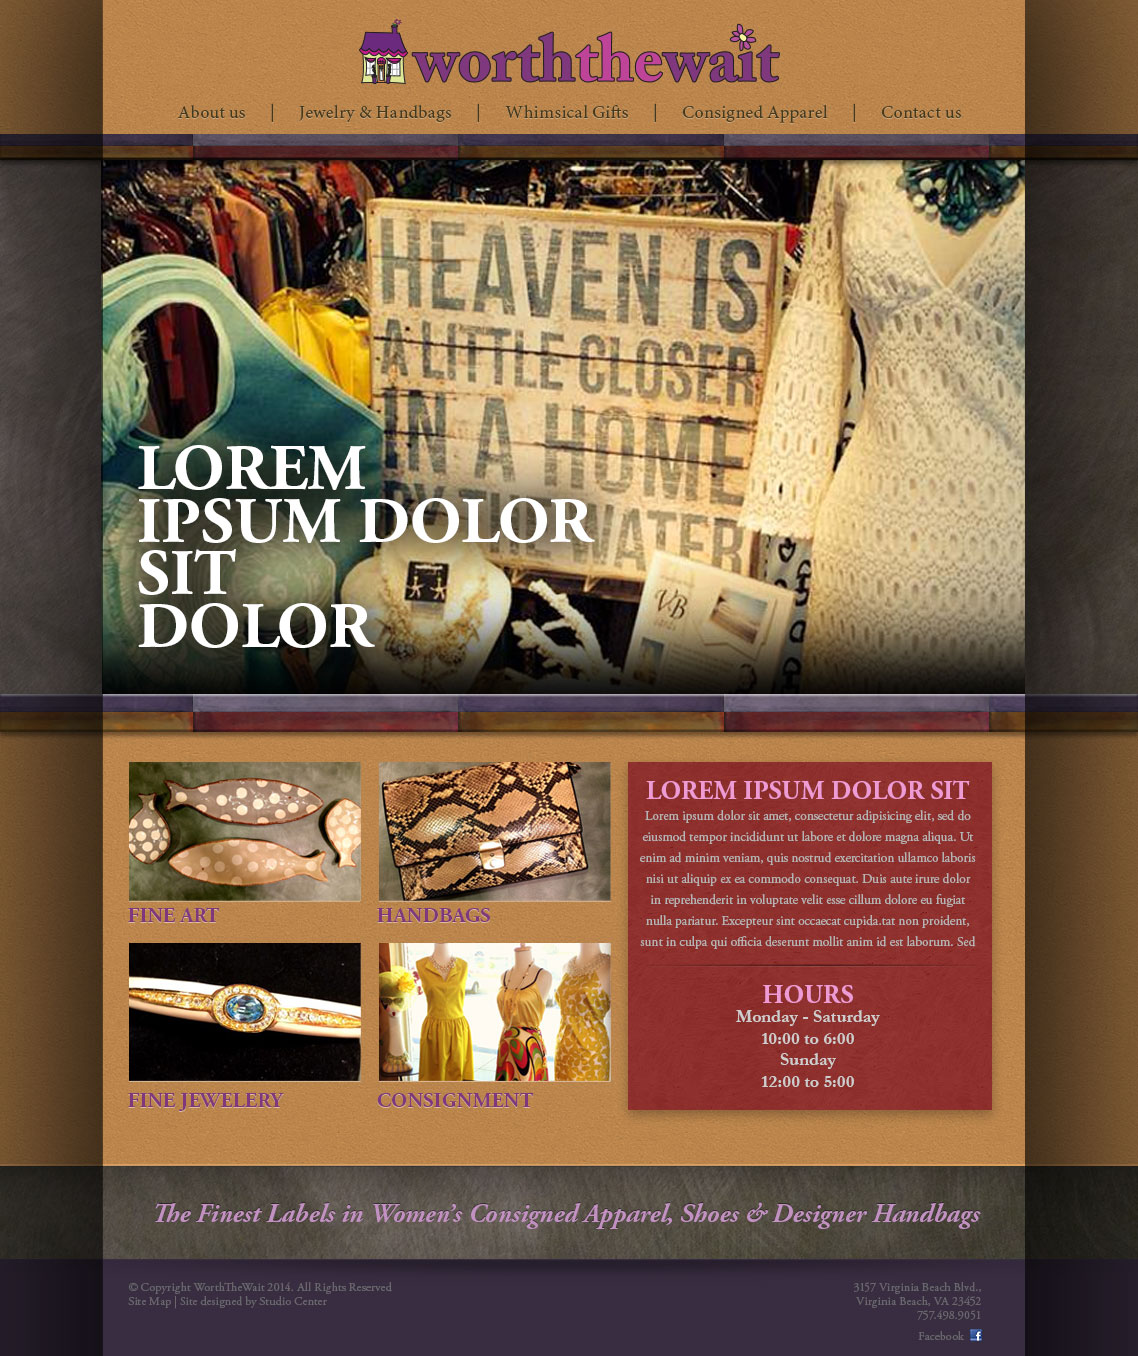 worththewait
About us | Jewelry & Handbags | Whimsical Gifts | Consigned Apparel | Contact us
HEAVEN IS
A LITTLE CLOSER
IN A HOME
WATER
VB
LOREM
IPSUM DOLOR
SIT
DOLOR
FINE ART
HANDBAGS
FINE JEWELERY
CONSIGNMENT
LOREM IPSUM DOLOR SIT
Lorem ipsum dolor sit amet, consectetur adipisicing elit, sed do
eiusmod tempor incididunt ut labore et dolore magna aliqua. Ut
enim ad minim veniam, quis nostrud exercitation ullamco laboris
nisi ut aliquip ex ea commodo consequat. Duis aute irure dolor
in reprehenderit in voluptate velit esse cillum dolore eu fugiat
nulla pariatur. Excepteur sint occaecat cupida.tat non proident,
sunt in culpa qui officia deserunt mollit anim id est laborum. Sed
HOURS
Monday - Saturday
10:00 to 6:00
Sunday
12:00 to 5:00
The Finest Labels in Women's Consigned Apparel, Shoes & Designer Handbags
© Copyright WorthTheWait 2014. All Rights Reserved
Site Map | Site designed by Studio Center
3157 Virginia Beach Blvd.,
Virginia Beach, VA 23452
757.498.9051
Facebook f